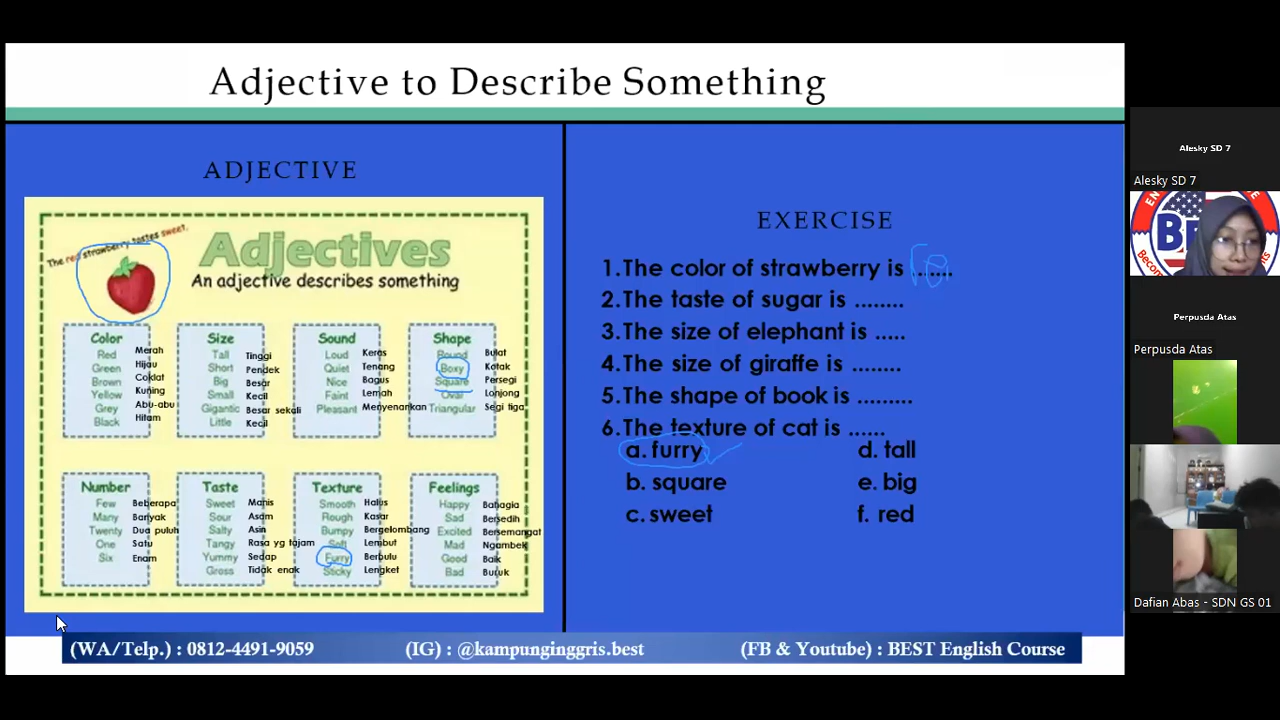 Adjective to Describe Something
ADJECTIVE
The red strawberry tastes sweet.
Adjectives
An adjective describes something
Color
Red Merah
Green Hijau
Brown Coklat
Yellow Kuning
Grey Abu-abu
Black Hitam
Size
Tall Tinggi
Short Pendek
Big Besar
Small Kecil
Gigantic Besar sekali
Little Kecil
Sound
Loud Keras
Quiet Tenang
Nice Bagus
Faint Lemah
Pleasant Menyenankan
Shape
Round Bulat
Boxy Kotak
Square Persegi
Oval Lonjong
Triangular Segi tiga
Number
Few Beberapa
Many Banyak
Twenty Dua puluh
One Satu
Six Enam
Taste
Sweet Manis
Sour Asam
Salty Asin
Tangy Rasa yg tajam
Yummy Sedap
Gross Tidak enak
Texture
Smooth Halus
Rough Kasar
Bumpy Bergelombang
Soft Lembut
Furry Berbulu
Sticky Lengket
Feelings
Happy Bahagia
Sad Bersedih
Excited Bersemangat
Mad Ngambek
Good Baik
Bad Buruk
EXERCISE
1.The color of strawberry is ....... re
2.The taste of sugar is ........
3.The size of elephant is .....
4.The size of giraffe is ........
5.The shape of book is .........
6.The texture of cat is ......
a. furry d. tall
b. square e. big
c. sweet f. red
(WA/Telp.) : 0812-4491-9059 (IG) : @kampunginggris.best (FB & Youtube) : BEST English Course
Alesky SD 7
Alesky SD 7
Perpusda Atas
Perpusda Atas
Dafian Abas - SDN GS 01